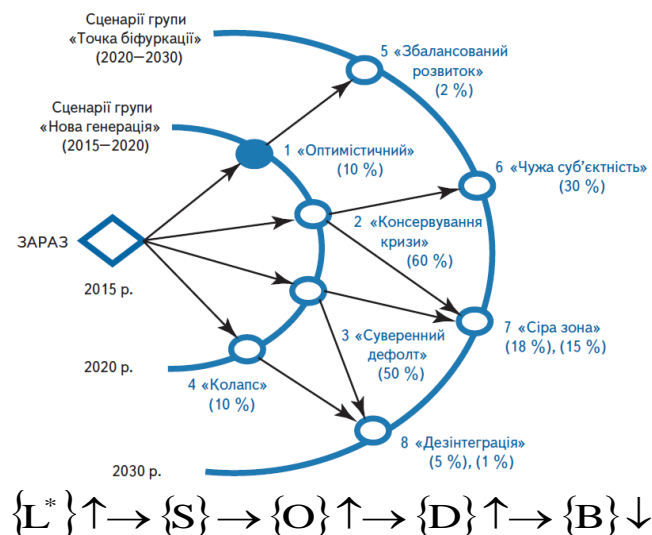 Сценарії групи
«Точка біфуркації»
(2020—2030)
5 «Збалансований
розвиток»
(2 %)
Сценарії групи
«Нова генерація»
(2015—2020)
1 «Оптимістичний»
(10 %)
6 «Чужа суб’єктність»
(30 %)
2 «Консервування
кризи»
(60 %)
ЗАРАЗ
2015 р.
3 «Суверенний
дефолт»
(50 %)
7 «Сіра зона»
(18 %), (15 %)
2020 р.
4 «Колапс»
(10 %)
8 «Дезінтеграція»
(5 %), (1 %)
2030 р.
{L*}↑→{S}→{O}↑→{D}↑→{B}↓